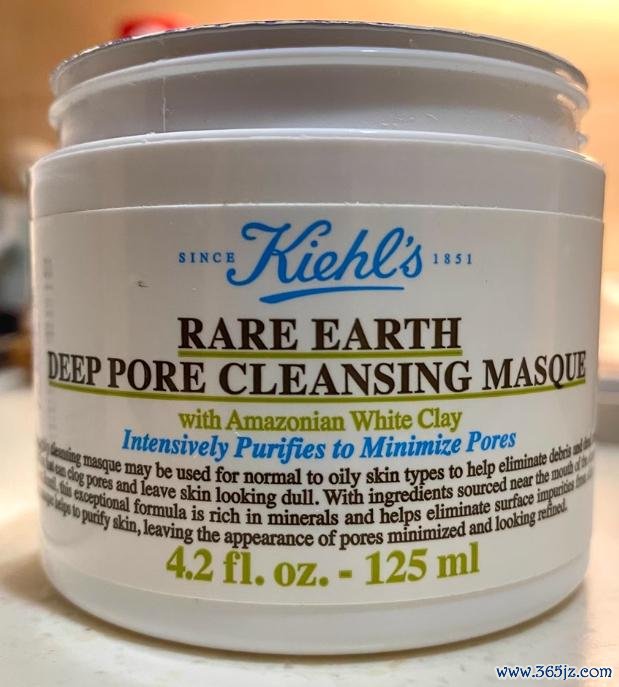 SINCE Kiehl's 1851
RARE EARTH
DEEP PORE CLEANSING MASQUE
with Amazonian White Clay
Intensively Purifies to Minimize Pores
cleansing masque may be used for normal to oily skin types to help eliminate debris and
can clog pores and leave skin looking dull. With ingredients sourced near the mouth of the
this exceptional formula is rich in minerals and helps eliminate surface impurities
helps to purify skin, leaving the appearance of pores minimized and looking refined.
4.2 fl. oz. - 125 ml
www.365jz.com